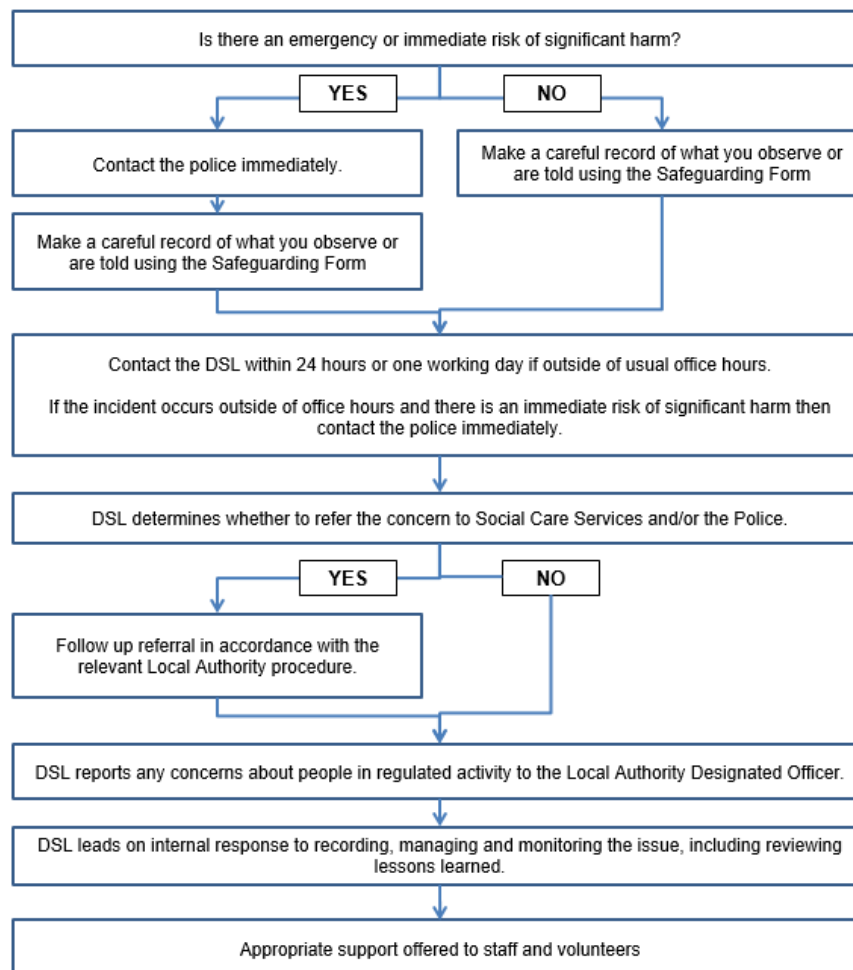 Is there an emergency or immediate risk of significant harm?
YES
NO
Contact the police immediately.
Make a careful record of what you observe or
are told using the Safeguarding Form
Make a careful record of what you observe or
are told using the Safeguarding Form
Contact the DSL within 24 hours or one working day if outside of usual office hours.
If the incident occurs outside of office hours and there is an immediate risk of significant harm then
contact the police immediately.
DSL determines whether to refer the concern to Social Care Services and/or the Police.
YES
NO
Follow up referral in accordance with the
relevant Local Authority procedure.
DSL reports any concerns about people in regulated activity to the Local Authority Designated Officer.
DSL leads on internal response to recording, managing and monitoring the issue, including reviewing
lessons learned.
Appropriate support offered to staff and volunteers